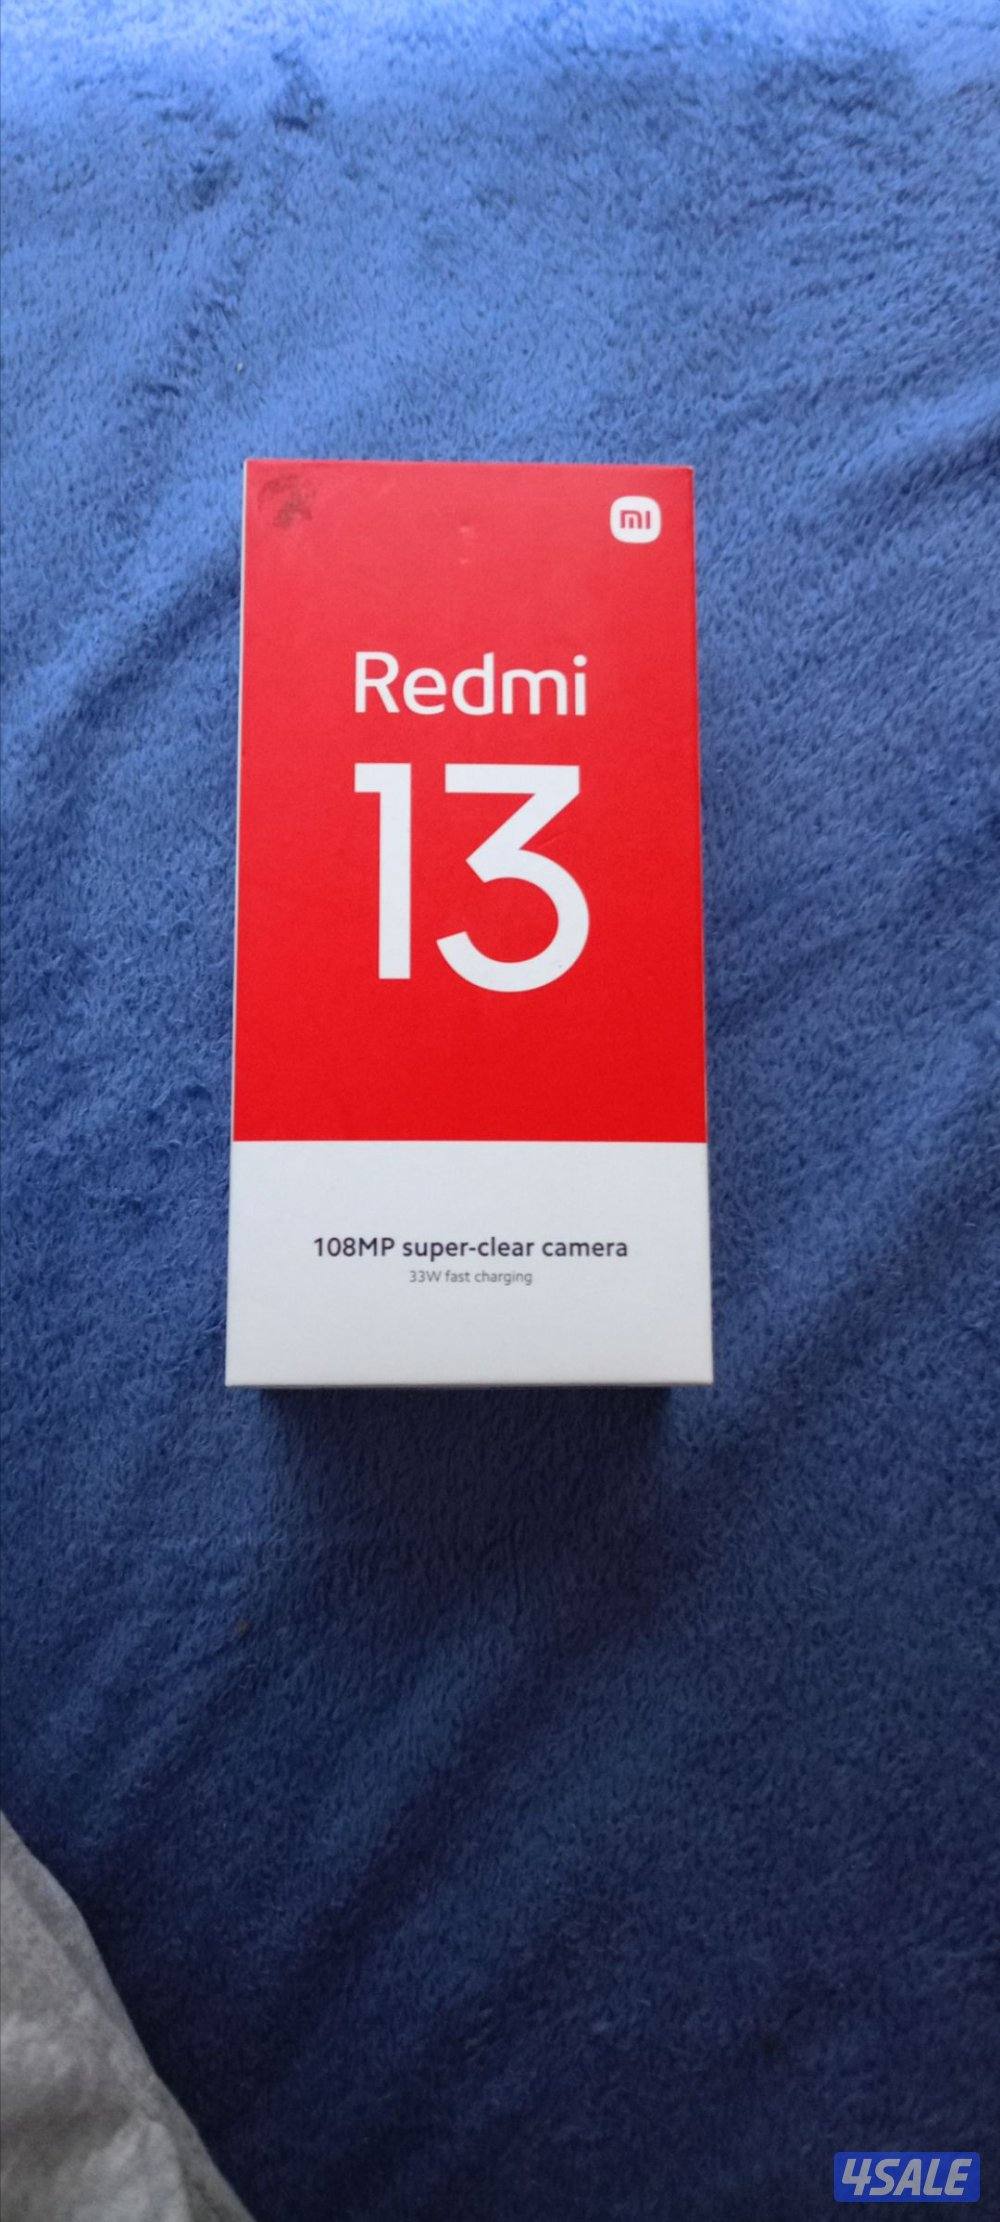 mi
Redmi
13
108MP super-clear camera
33W fast charging
4SALE